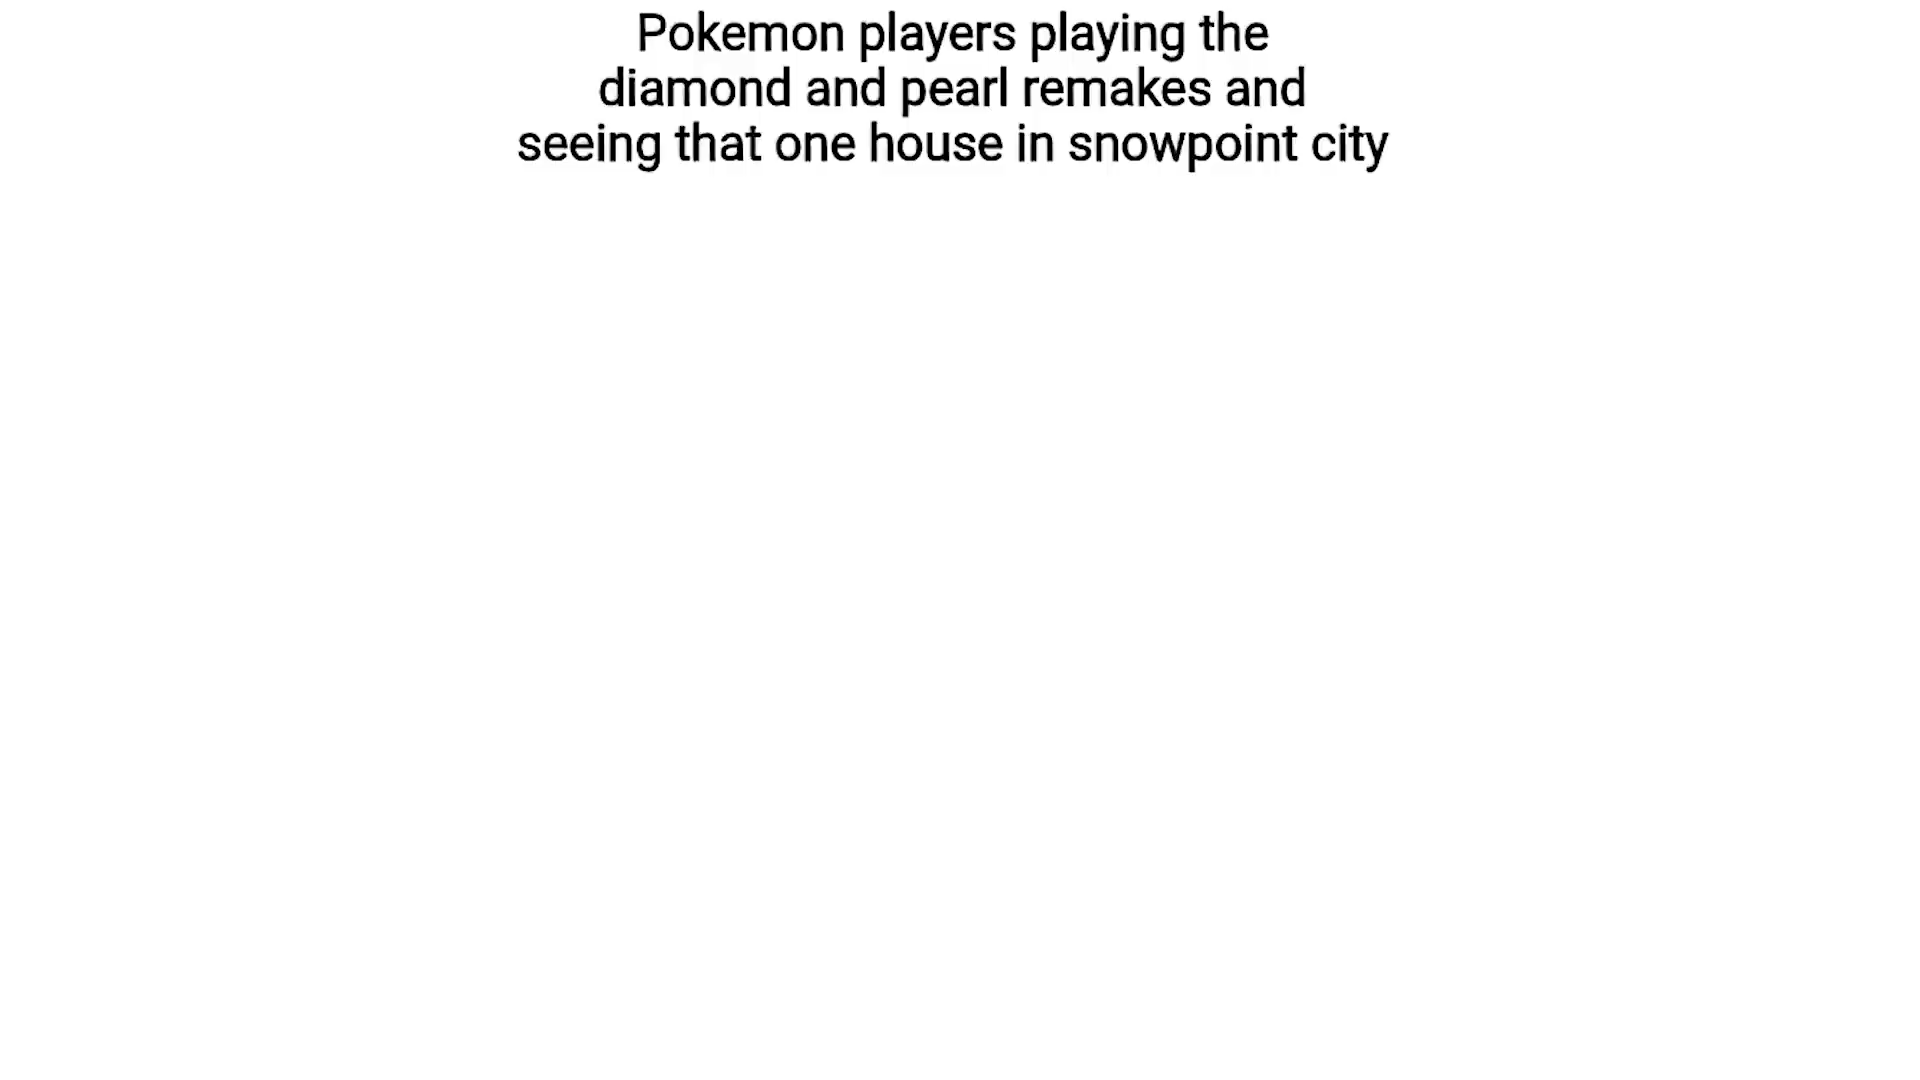 Pokemon players playing the
diamond and pearl remakes and
seeing that one house in snowpoint city